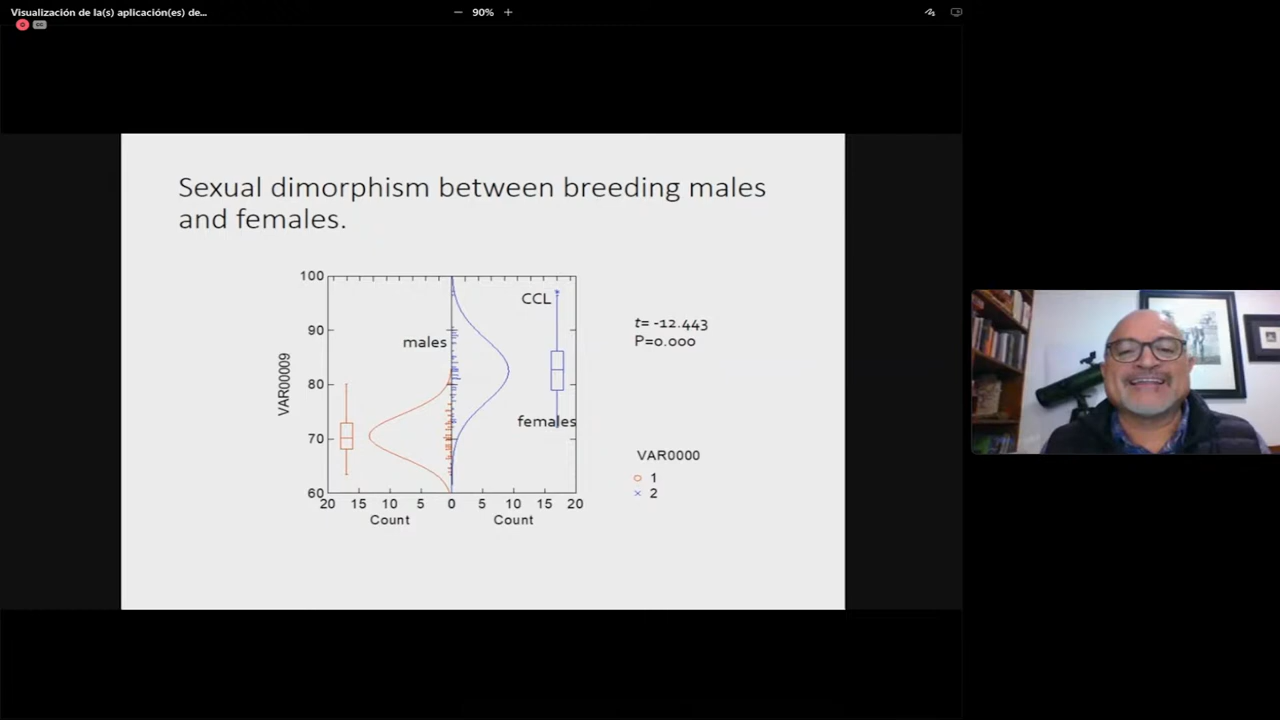 Visualización de la(s) aplicación(es) de...
90%
cc
Sexual dimorphism between breeding males
and females.
100
90
80
70
60
VAR00009
males
CCL
females
20 15 10 5 0 5 10 15 20
Count Count
t= -12.443
P=0.000
VAR0000
1
2